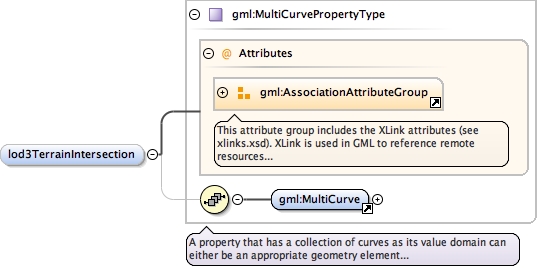 gml:MultiCurvePropertyType
@ Attributes
gml:AssociationAttributeGroup
This attribute group includes the XLink attributes (see
xlinks.xsd). XLink is used in GML to reference remote
resources...
lod3TerrainIntersection
gml:MultiCurve
A property that has a collection of curves as its value domain can
either be an appropriate geometry element...